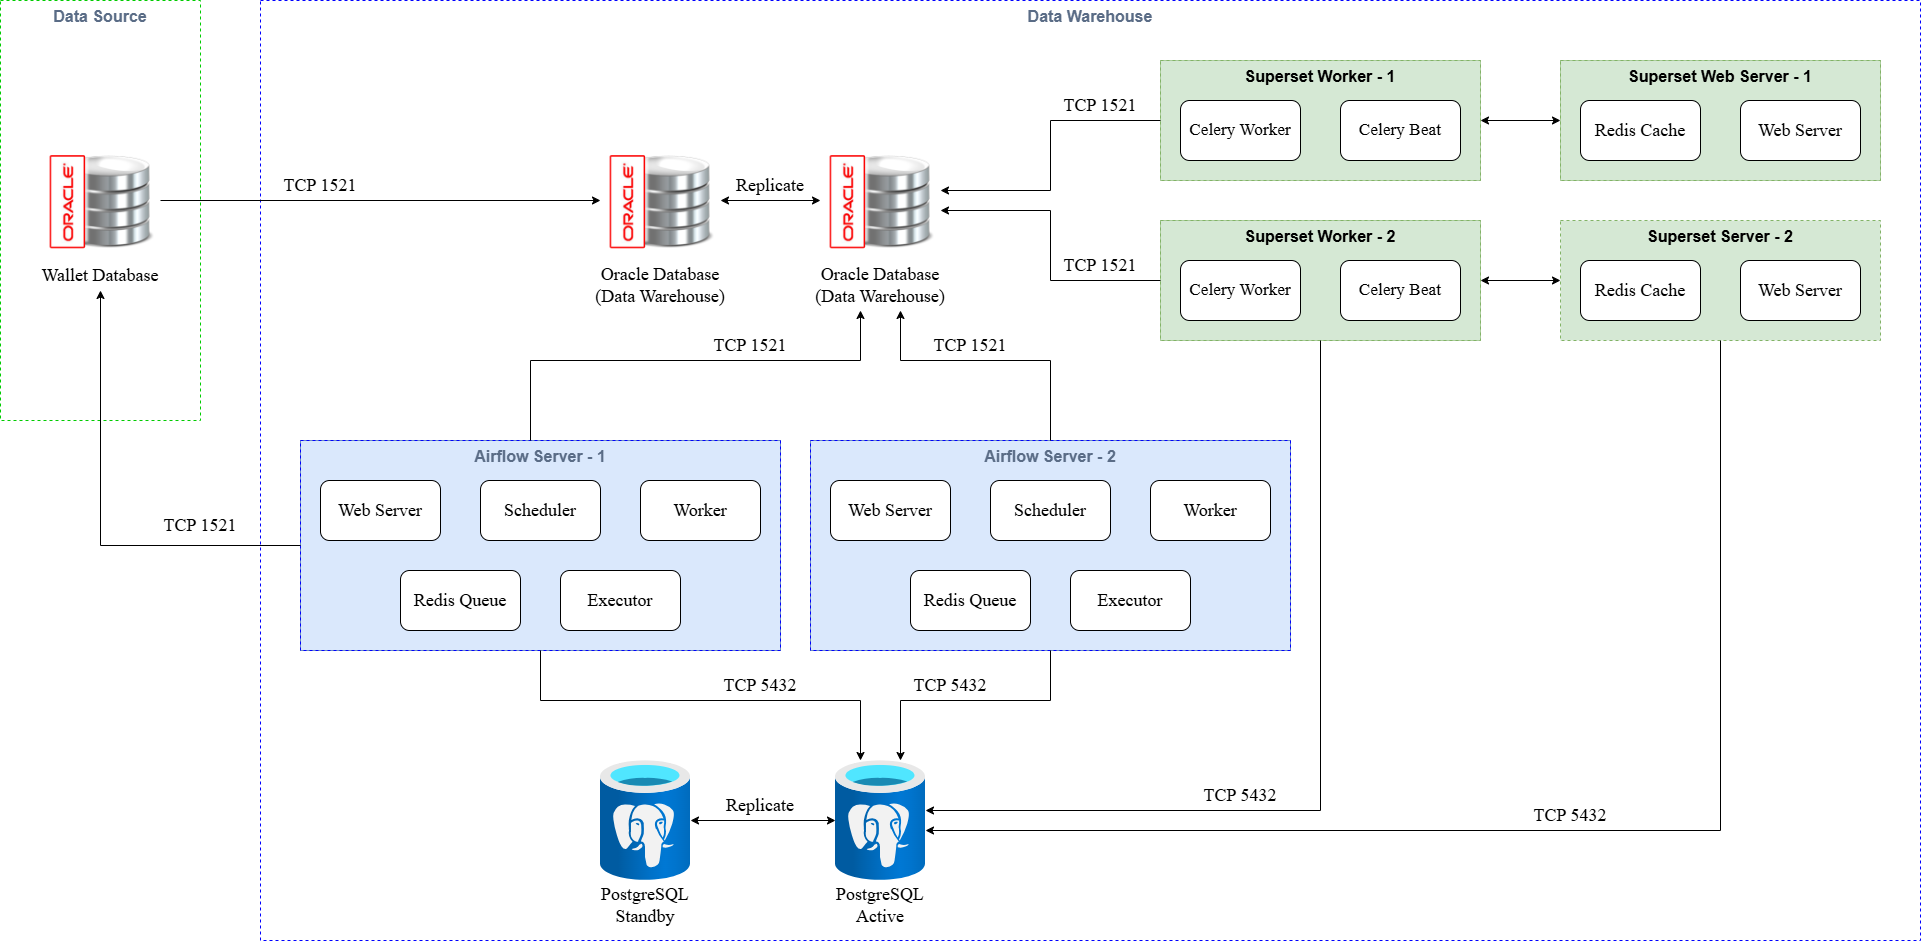 Data Source
Data Warehouse
Superset Worker - 1
Superset Web Server - 1
TCP 1521
Celery Worker
Celery Beat
Redis Cache
Web Server
ORACLE
TCP 1521
ORACLE
Replicate
ORACLE
Superset Worker - 2
Superset Server - 2
Wallet Database
Oracle Database
(Data Warehouse)
Oracle Database
(Data Warehouse)
TCP 1521
Celery Worker
Celery Beat
Redis Cache
Web Server
TCP 1521
TCP 1521
Airflow Server - 1
Airflow Server - 2
TCP 1521
Web Server
Scheduler
Worker
Web Server
Scheduler
Worker
Redis Queue
Executor
Redis Queue
Executor
TCP 5432
TCP 5432
Replicate
TCP 5432
TCP 5432
PostgreSQL
Standby
PostgreSQL
Active